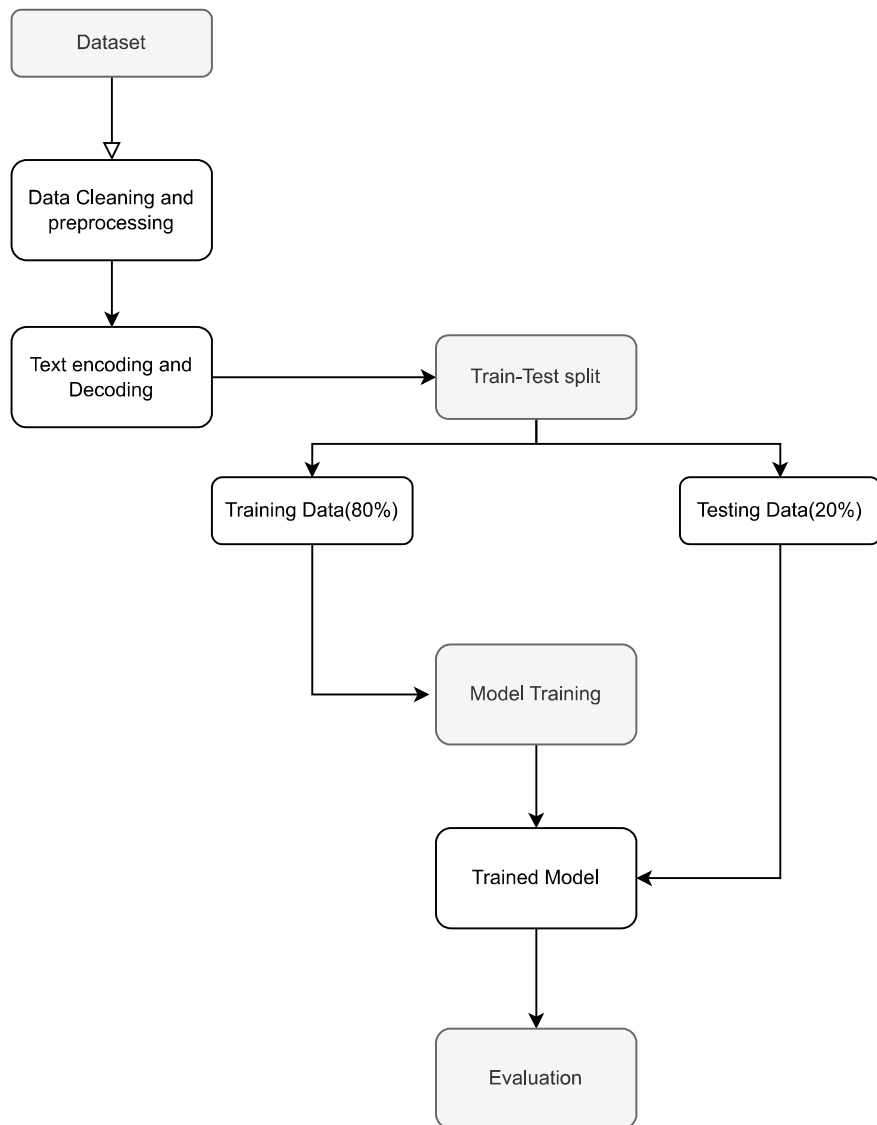 Dataset
Data Cleaning and
preprocessing
Text encoding and
Decoding
Train-Test split
Training Data(80%)
Testing Data(20%)
Model Training
Trained Model
Evaluation